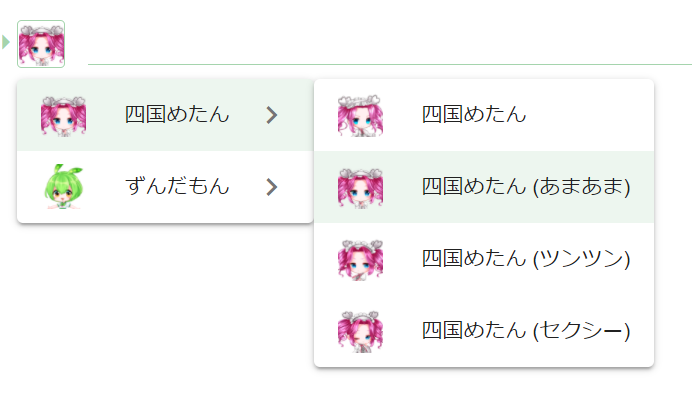 四国めたん
ずんだもん
四国めたん
四国めたん (あまあま)
四国めたん (ツンツン)
四国めたん (セクシー)